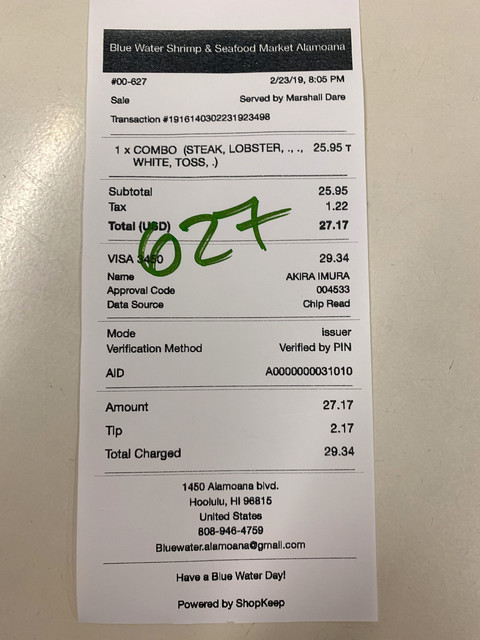 Blue Water Shrimp & Seafood Market Alamoana
#00-627 2/23/19, 8:05 PM
Sale Served by Marshall Dare
Transaction #1916140302231923498
1 x COMBO (STEAK, LOBSTER, ., ., 25.95 T
WHITE, TOSS, .)
Subtotal 25.95
Tax 1.22
Total (USD) 27.17
627
VISA 3450 29.34
Name AKIRA IMURA
Approval Code 004533
Data Source Chip Read
Mode Issuer
Verification Method Verified by PIN
AID A0000000031010
Amount 27.17
Tip 2.17
Total Charged 29.34
1450 Alamoana blvd.
Hoolulu, HI 96815
United States
808-946-4759
Bluewater.alamoana@gmail.com
Have a Blue Water Day!
Powered by ShopKeep